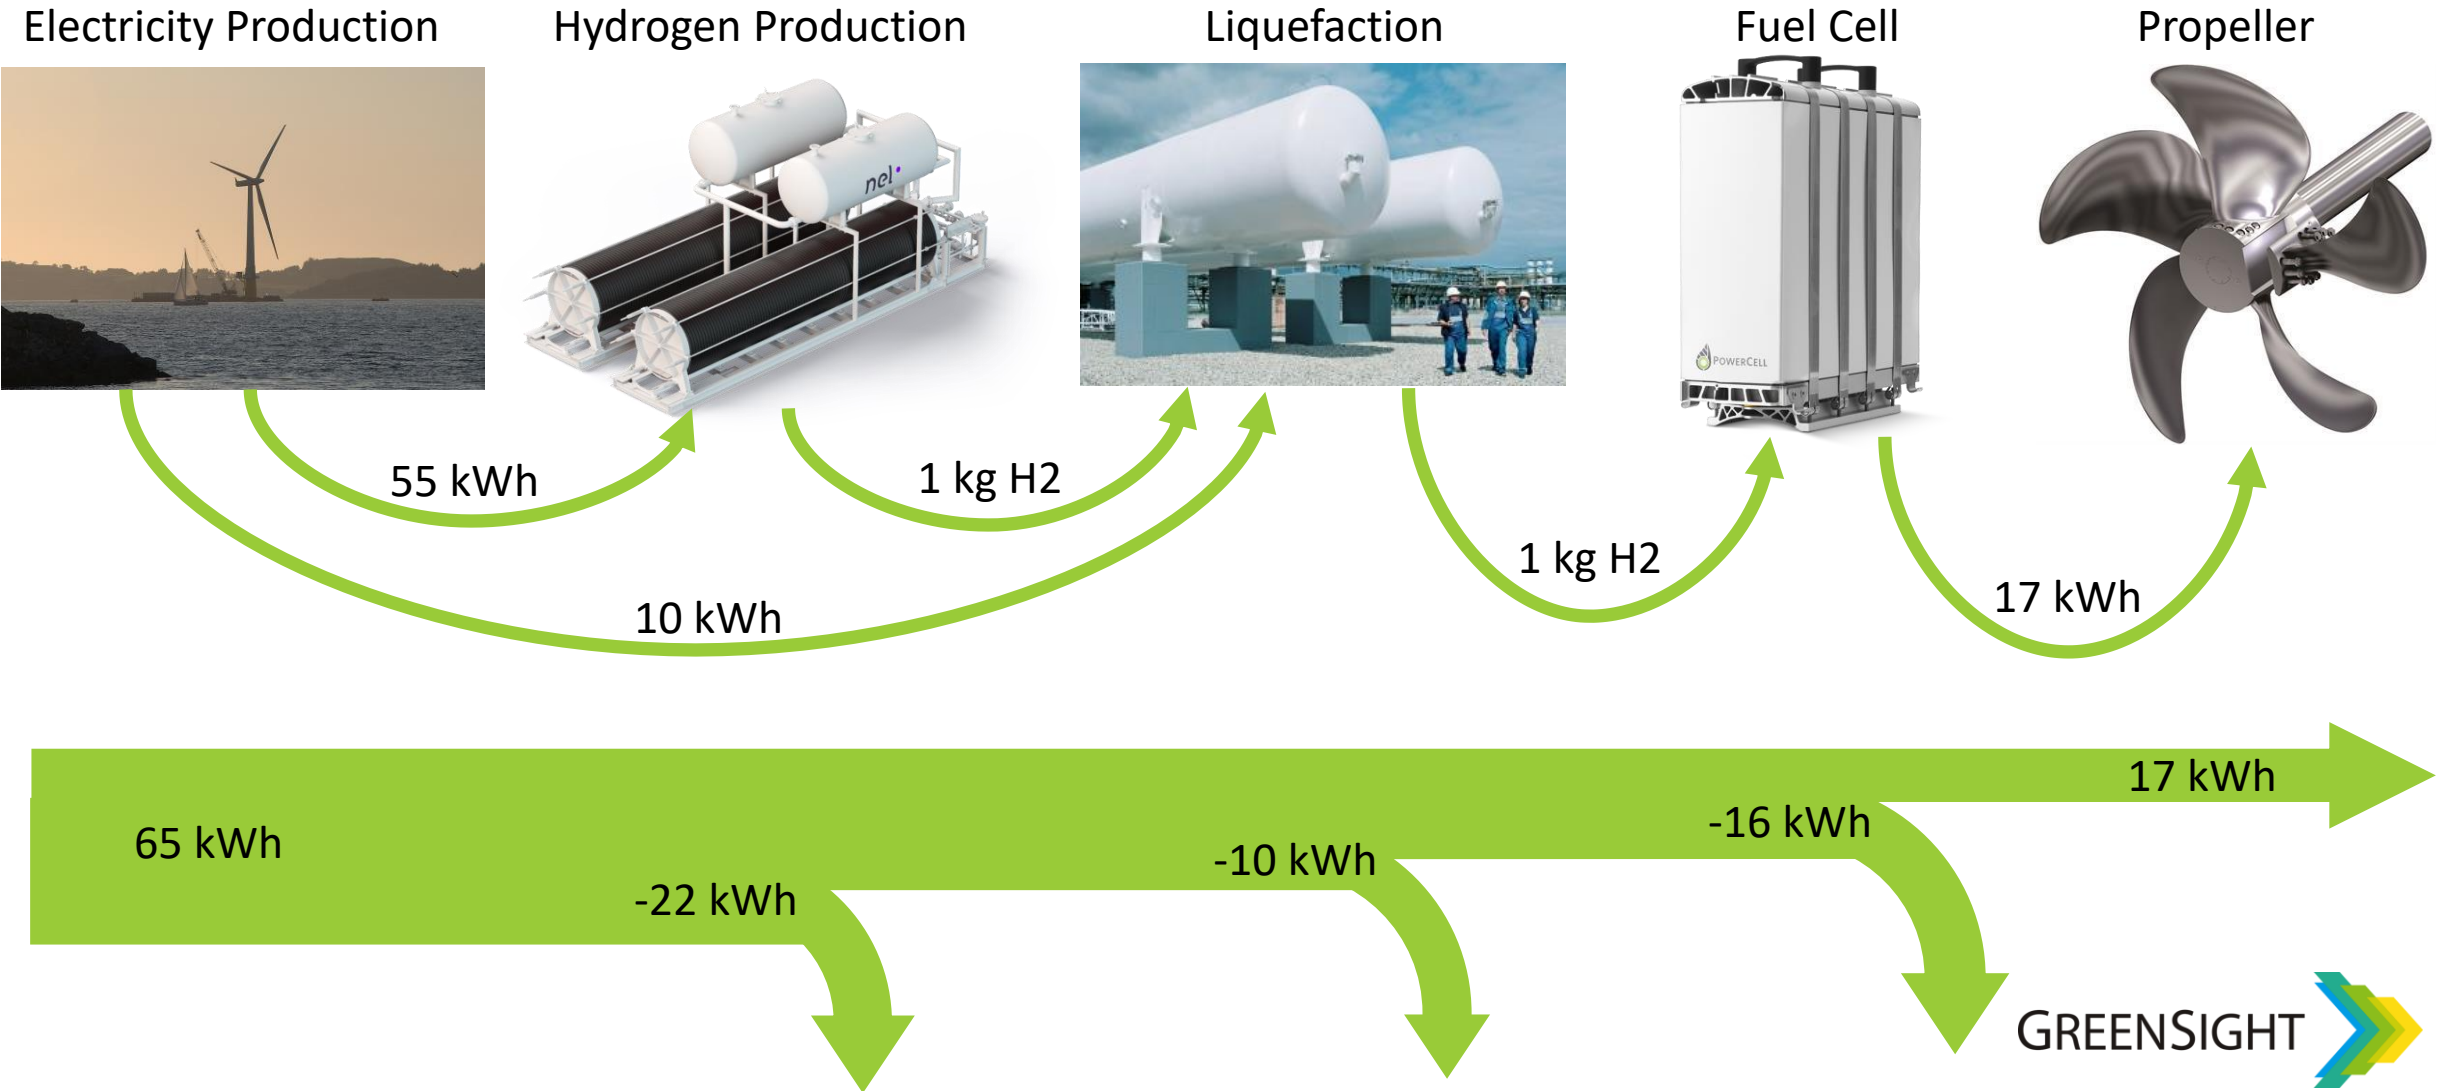 Electricity Production
Hydrogen Production
Liquefaction
Fuel Cell
Propeller
nel
POWERCELL
55 kWh
1 kg H2
10 kWh
1 kg H2
17 kWh
65 kWh
-22 kWh
-10 kWh
-16 kWh
17 kWh
GREENSIGHT